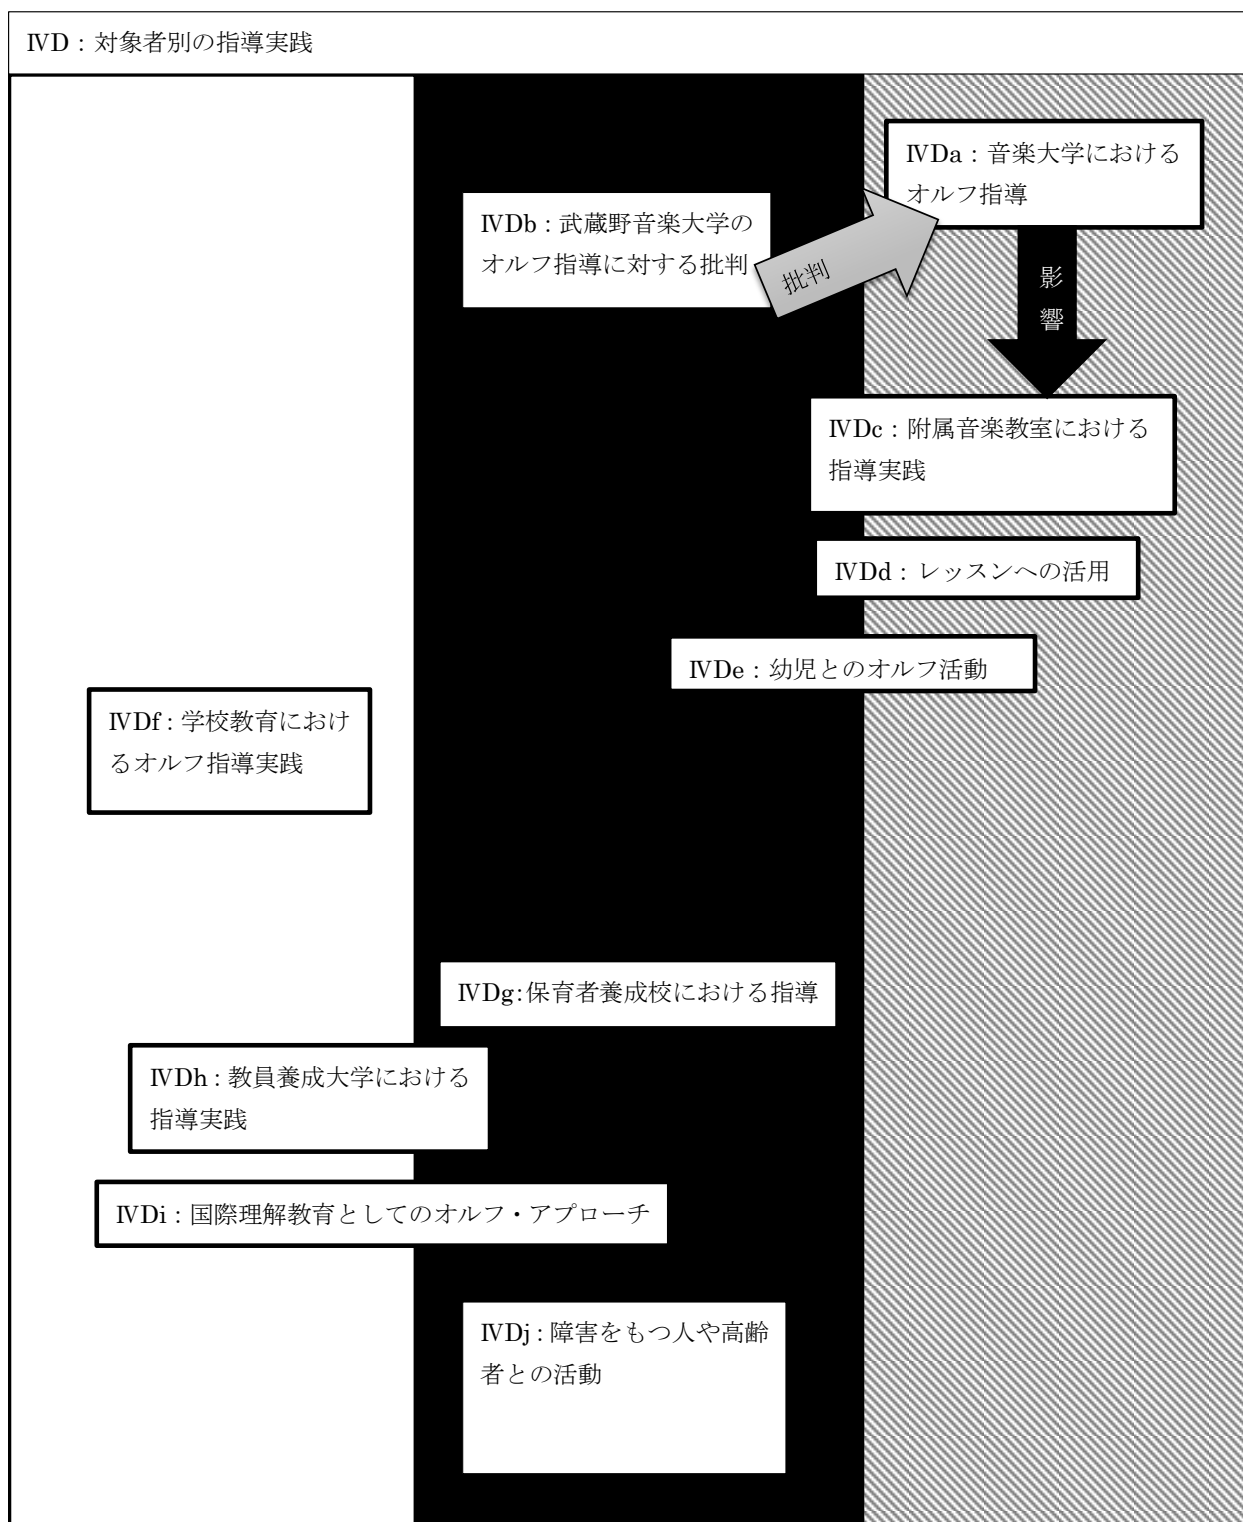 ⅣD：対象者別の指導実践
ⅣDa：音楽大学における
オルフ指導
ⅣDb：武蔵野音楽大学の
オルフ指導に対する批判
批判
影
響
ⅣDc：附属音楽教室における
指導実践
ⅣDd：レッスンへの活用
ⅣDe：幼児とのオルフ活動
ⅣDf：学校教育におけ
るオルフ指導実践
ⅣDg：保育者養成校における指導
ⅣDh：教員養成大学における
指導実践
ⅣDi：国際理解教育としてのオルフ・アプローチ
ⅣDj：障害をもつ人や高齢
者との活動